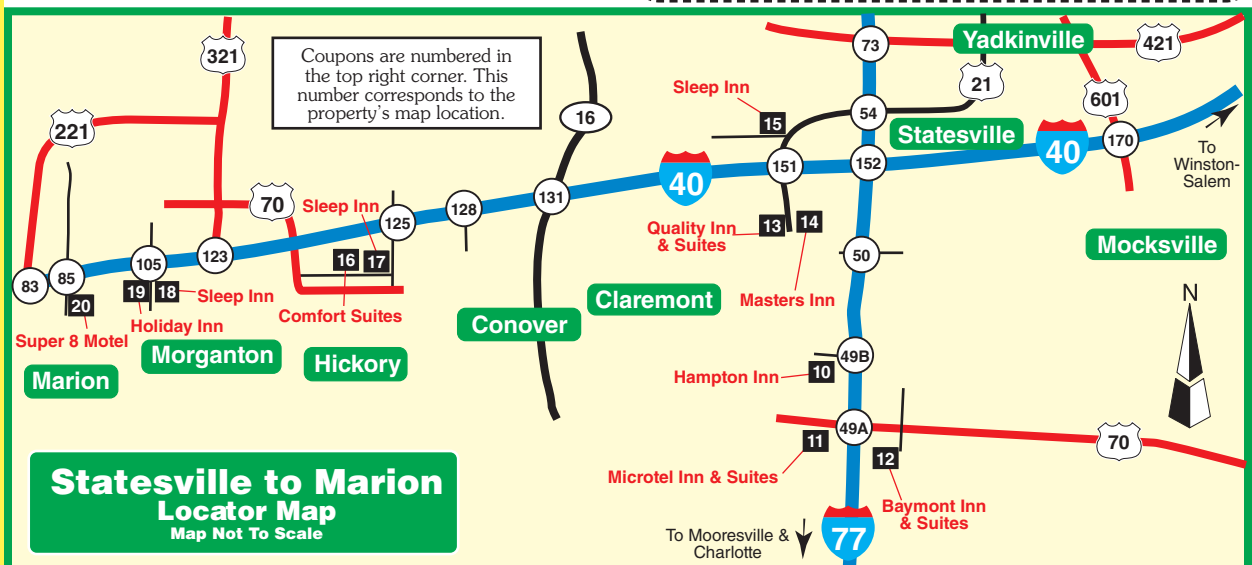 321
Coupons are numbered in
the top right corner. This
number corresponds to the
property's map location.
221
16
73
Yadkinville
421
21
Sleep Inn
15
54
601
Statesville
40
170
To
Winston-
Salem
151
152
40
131
70
Sleep Inn
125
128
Quality Inn
& Suites
13
14
Mocksville
50
16
17
123
105
85
83
19
18
Sleep Inn
20
Holiday Inn
Super 8 Motel
Comfort Suites
Masters Inn
Claremont
Conover
N
Morganton
Hickory
Marion
49B
Hampton Inn
10
49A
11
70
12
Microtel Inn & Suites
Baymont Inn
& Suites
Statesville to Marion
Locator Map
Map Not To Scale
To Mooresville &
Charlotte
77